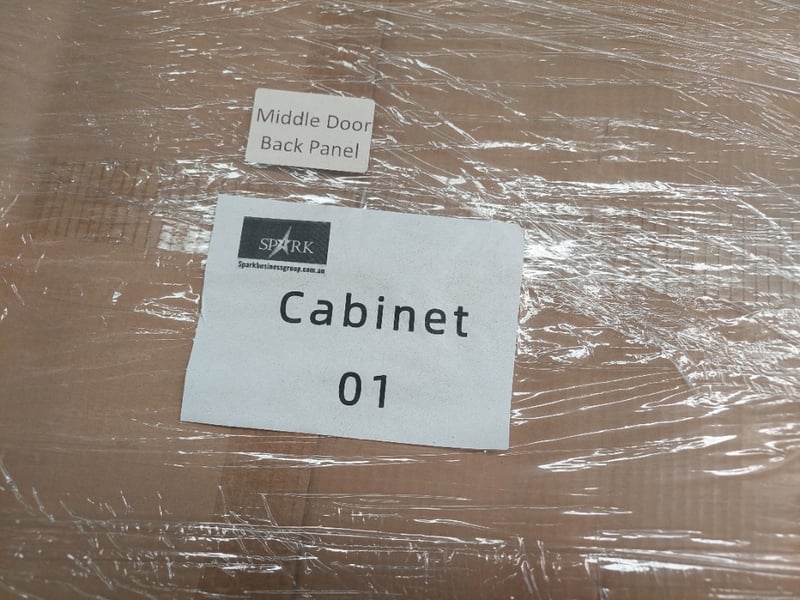 Middle Door
Back Panel
SPARK
Sparkbusinessgroup.com.au
Cabinet
01